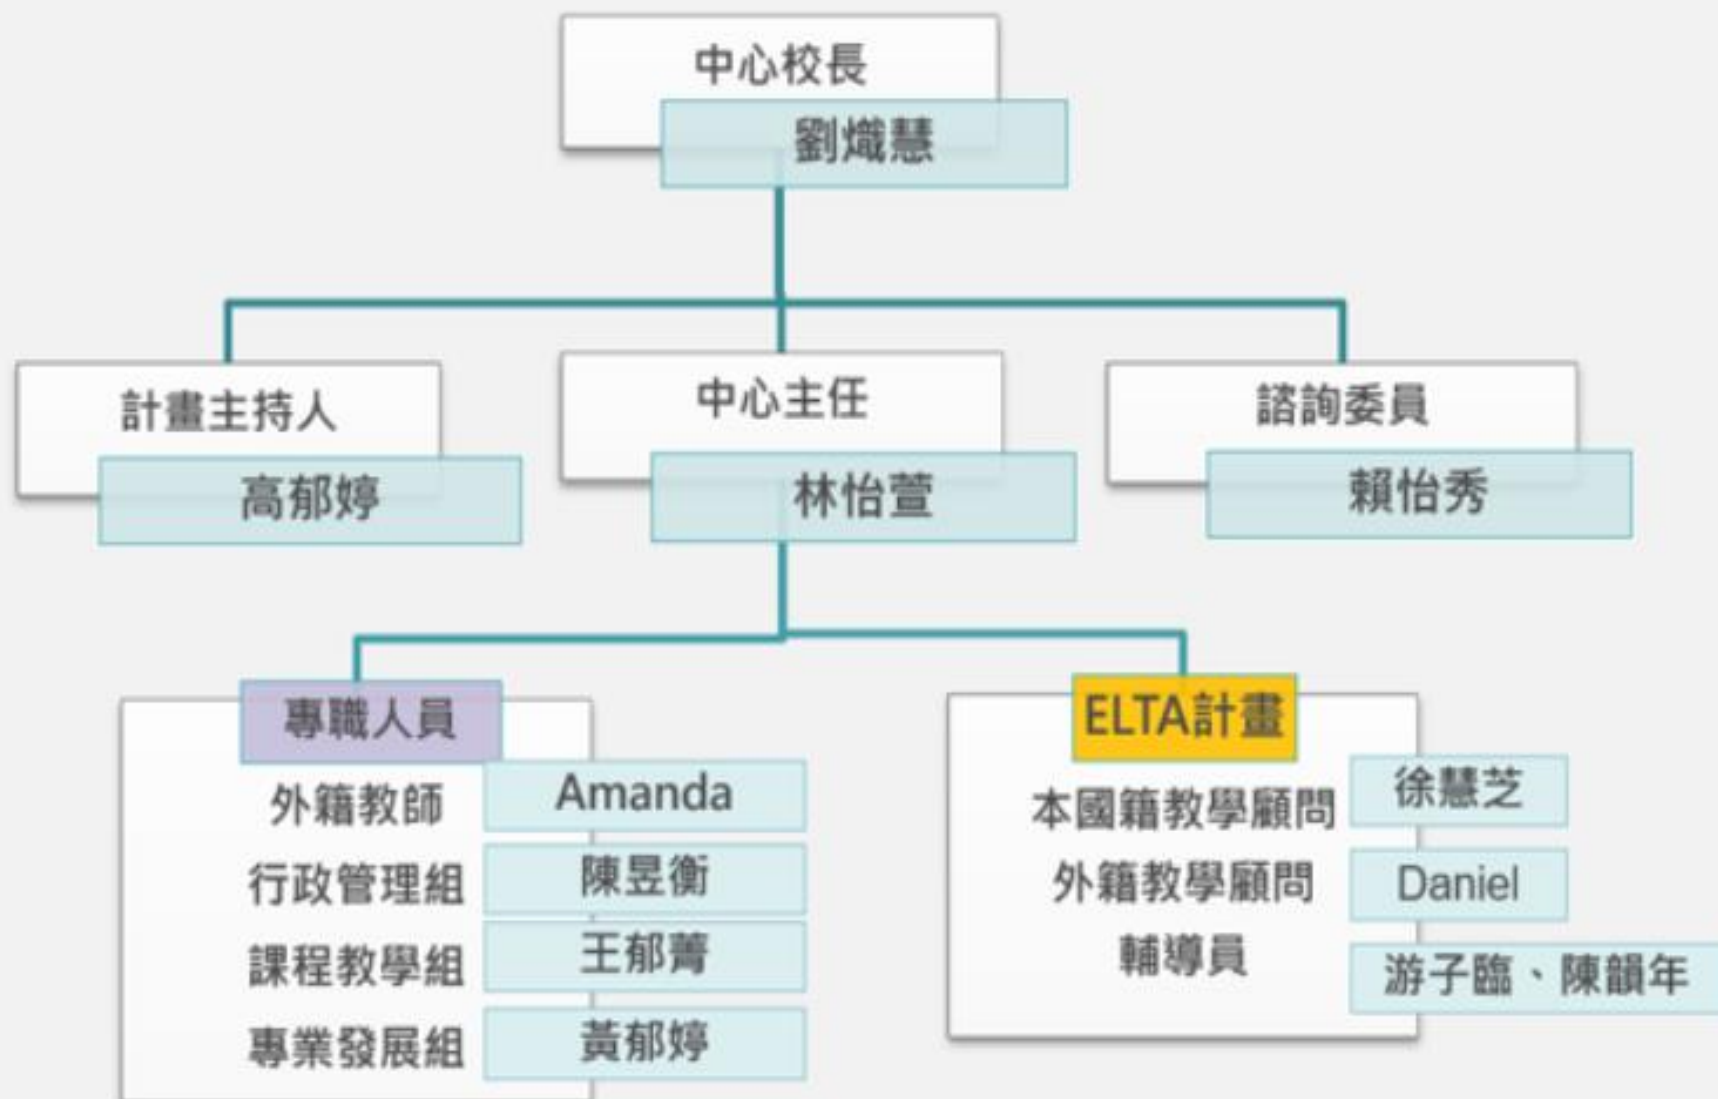 中心校長
劉熾慧
計畫主持人
高郁婷
中心主任
林怡萱
諮詢委員
賴怡秀
專職人員
外籍教師 Amanda
行政管理組 陳昱衡
課程教學組 王郁菁
專業發展組 黃郁婷
ELTA計畫
本國籍教學顧問 徐慧芝
外籍教學顧問 Daniel
輔導員 游子臨、陳韻年